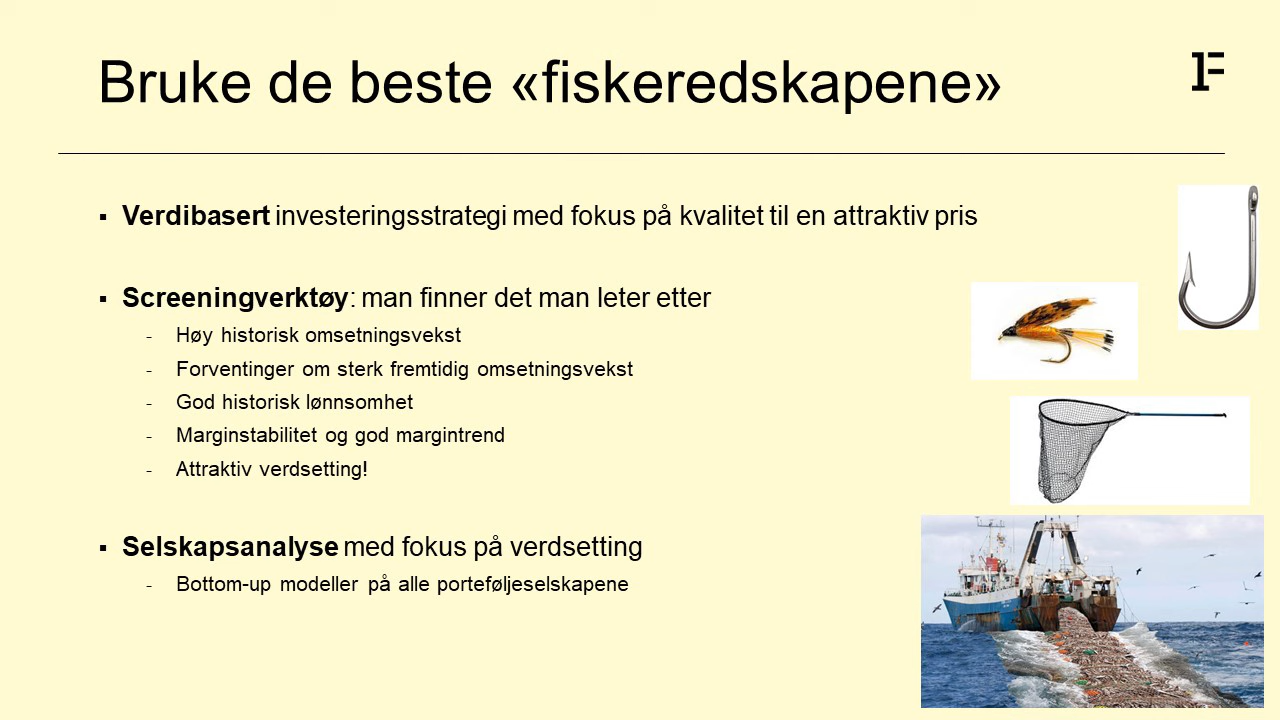 Bruke de beste «fiskeredskapene»
1F
▪ Verdibasert investeringsstrategi med fokus på kvalitet til en attraktiv pris
▪ Screeningverktøy: man finner det man leter etter
- Høy historisk omsetningsvekst
- Forventinger om sterk fremtidig omsetningsvekst
- God historisk lønnsomhet
- Marginstabilitet og god margintrend
- Attraktiv verdsetting!
▪ Selskapsanalyse med fokus på verdsetting
- Bottom-up modeller på alle porteføljeselskapene